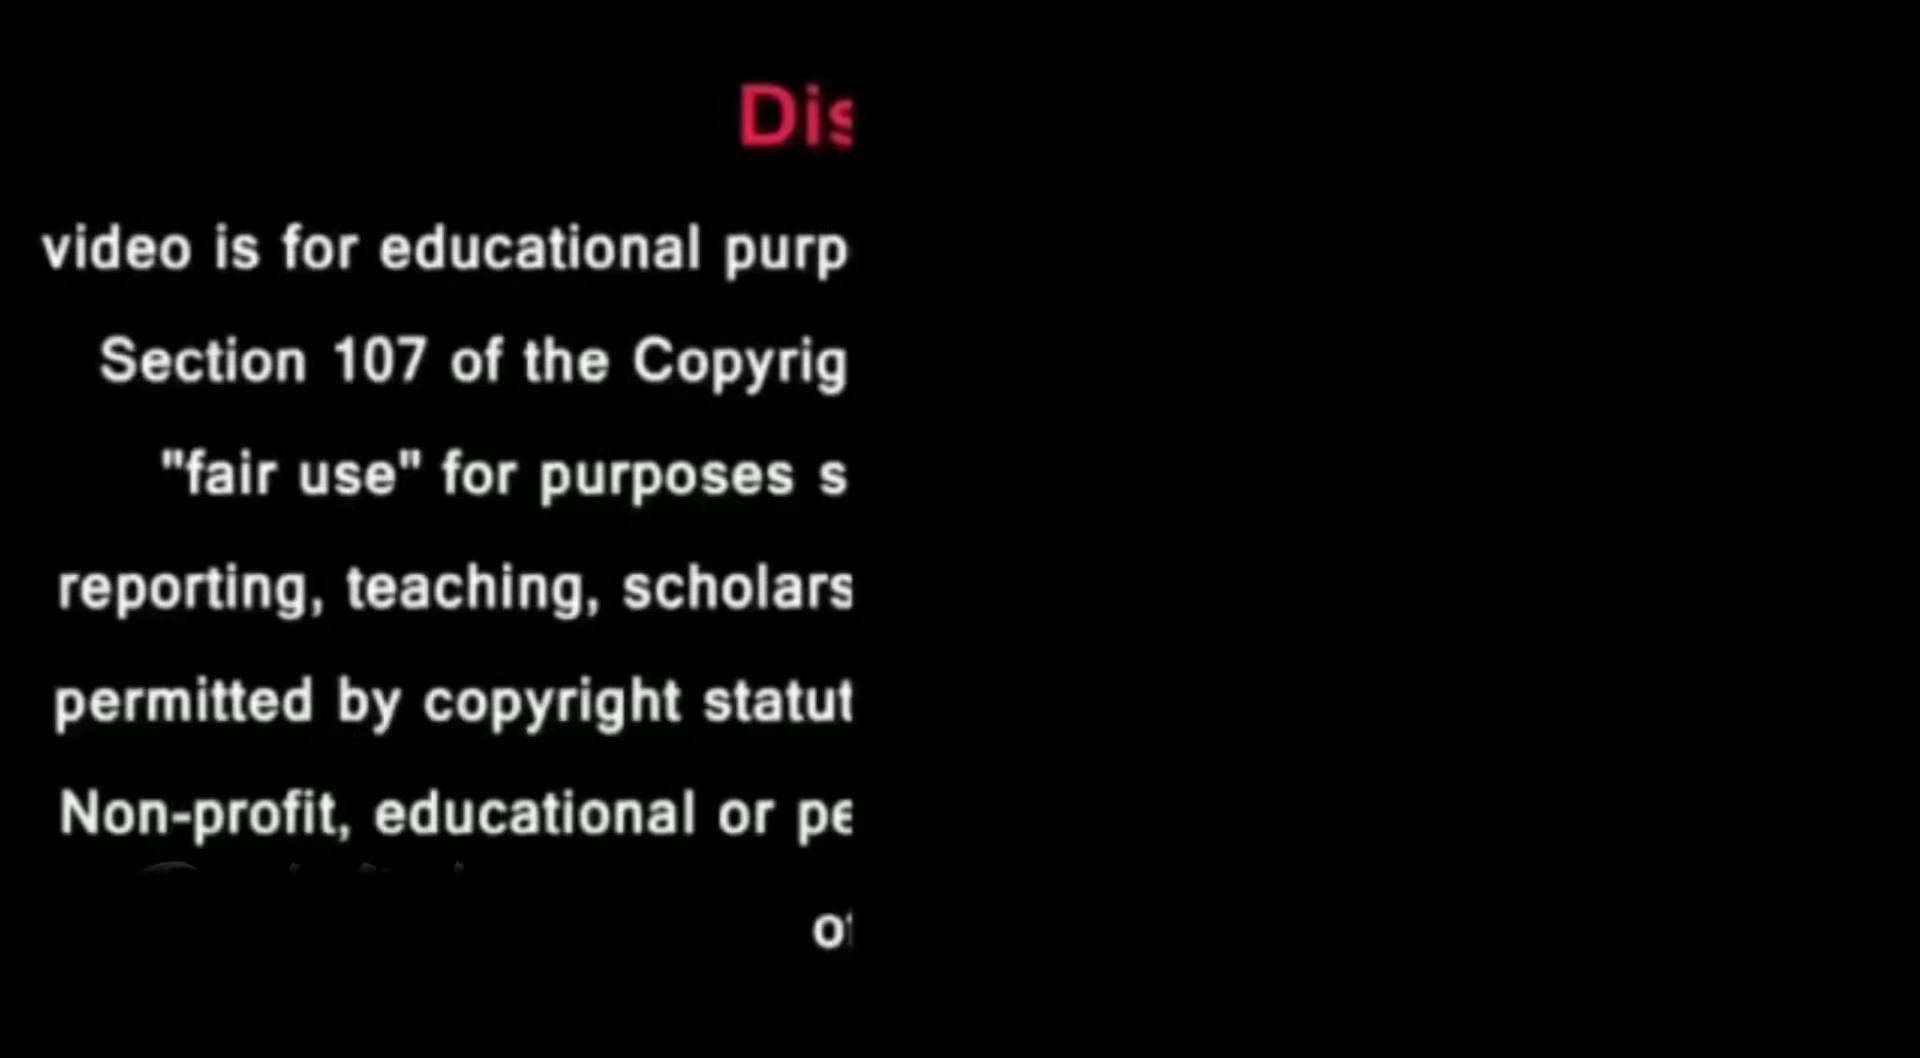 Dis
video is for educational purp
Section 107 of the Copyrig
"fair use" for purposes s
reporting, teaching, scholars
permitted by copyright statut
Non-profit, educational or pe
of